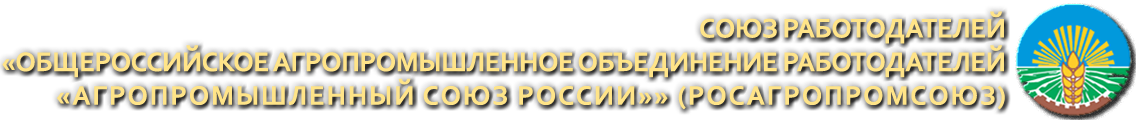 СОЮЗ РАБОТОДАТЕЛЕЙ
«ОБЩЕРОССИЙСКОЕ АГРОПРОМЫШЛЕННОЕ ОБЪЕДИНЕНИЕ РАБОТОДАТЕЛЕЙ
«АГРОПРОМЫШЛЕННЫЙ СОЮЗ РОССИИ»» (РОСАГРОПРОМСОЮЗ)